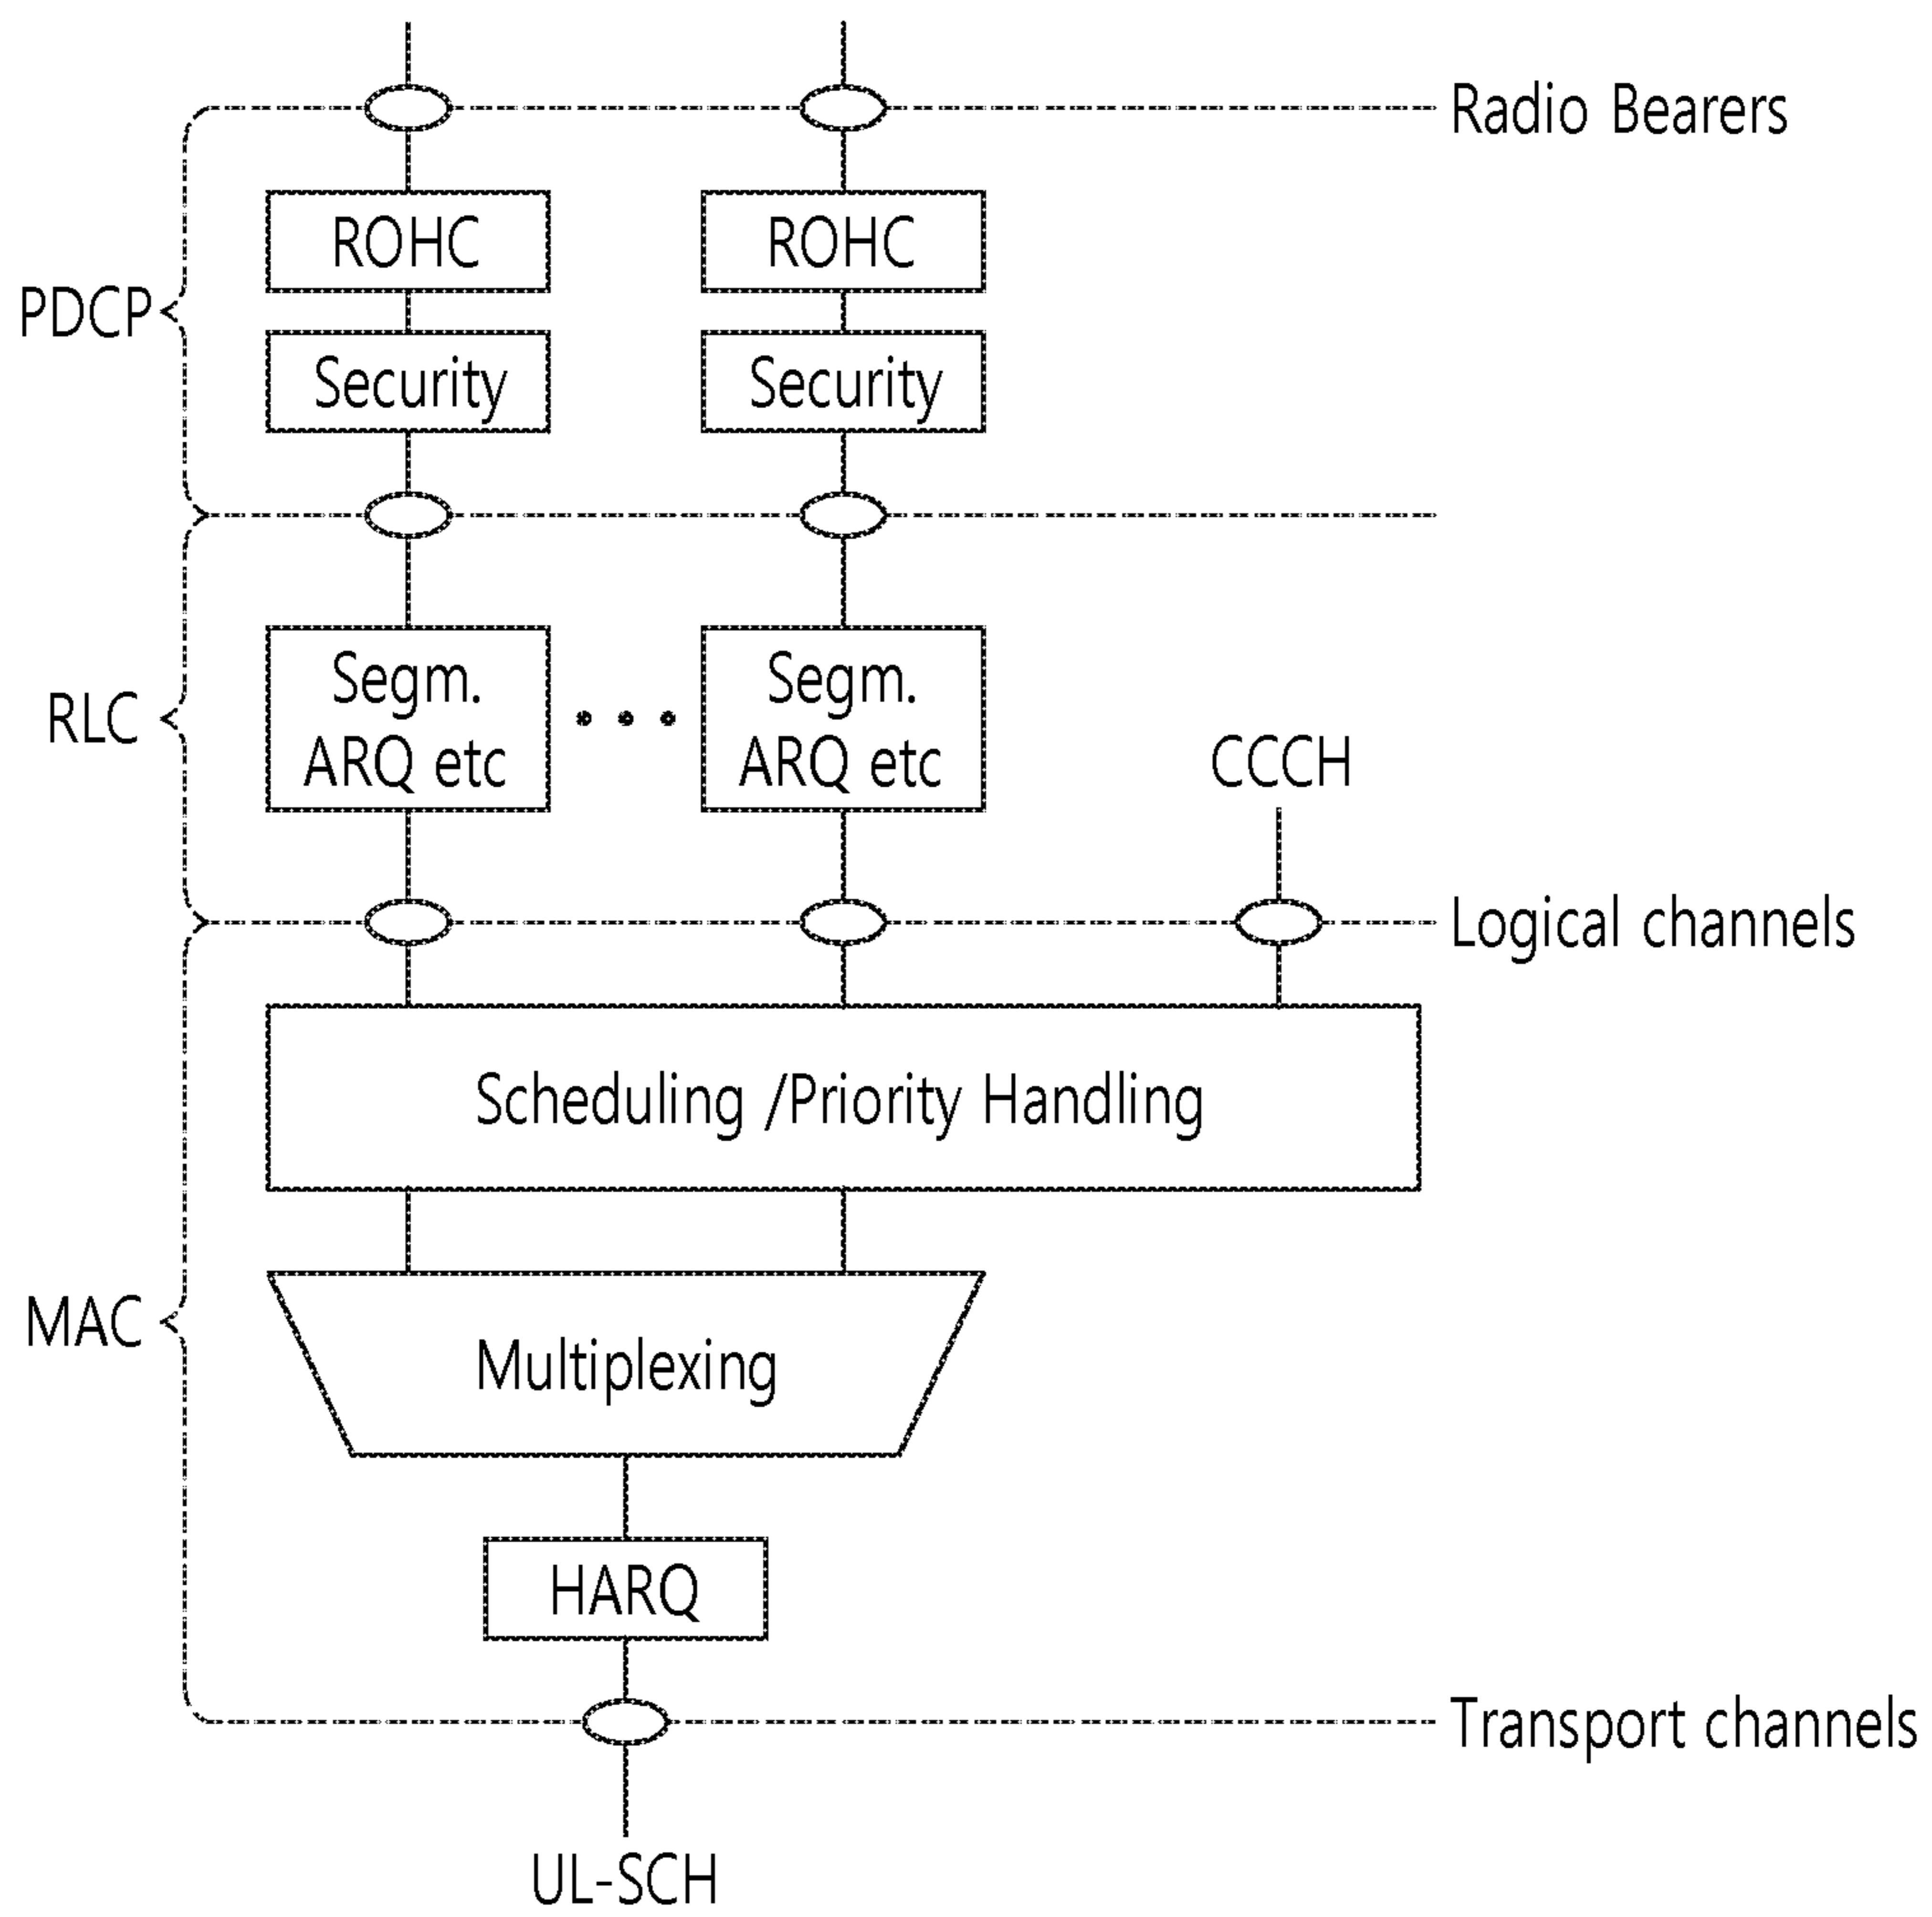 Radio Bearers
ROHC
ROHC
PDCP
Security
Security
Segm.
ARQ etc
Segm.
ARQ etc
RLC
CCCH
Logical channels
Scheduling /Priority Handling
MAC
Multiplexing
HARQ
Transport channels
UL-SCH